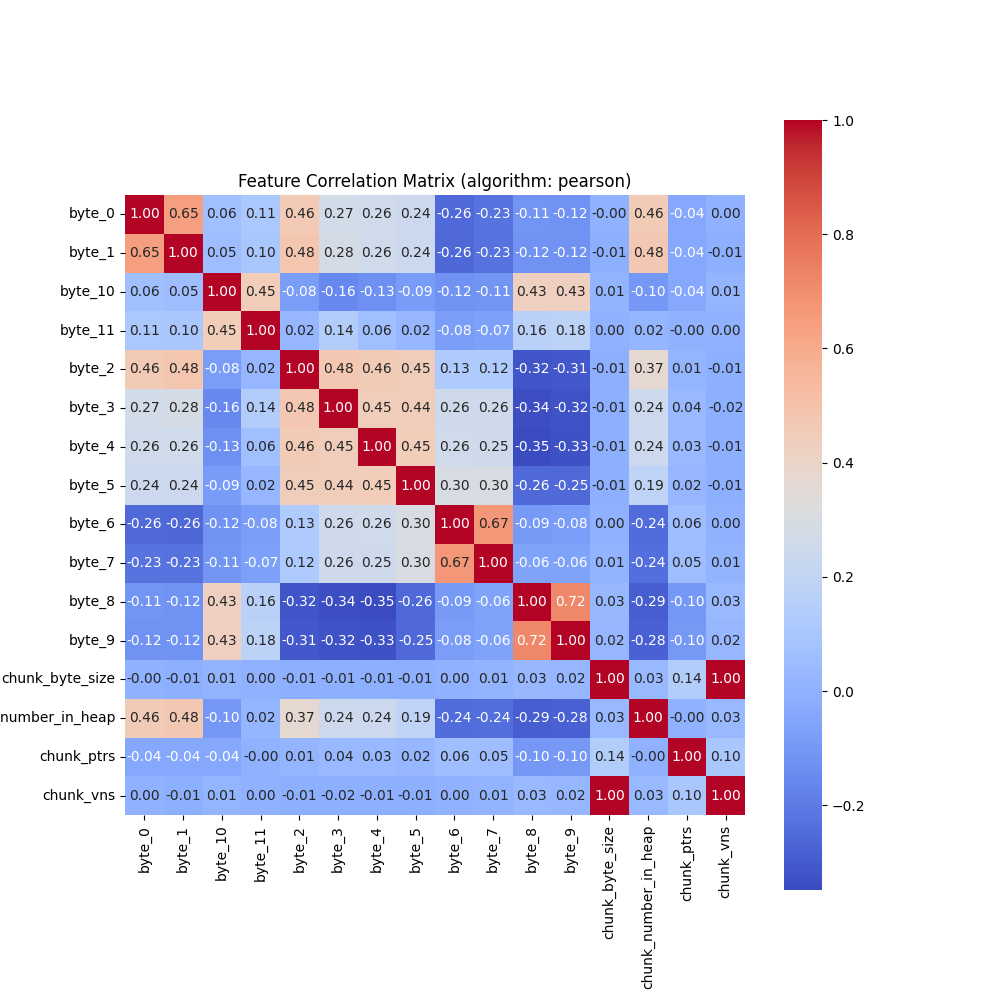 Feature Correlation Matrix (algorithm: pearson)
byte_0 1.00 0.65 0.06 0.11 0.46 0.27 0.26 0.24 -0.26 -0.23 -0.11 -0.12 -0.00 0.46 -0.04 0.00
byte_1 0.65 1.00 0.05 0.10 0.48 0.28 0.26 0.24 -0.26 -0.23 -0.12 -0.12 -0.01 0.48 -0.04 -0.01
byte_10 0.06 0.05 1.00 0.45 -0.08 -0.16 -0.13 -0.09 -0.12 -0.11 0.43 0.43 0.01 -0.10 -0.04 0.01
byte_11 0.11 0.10 0.45 1.00 0.02 0.14 0.06 0.02 -0.08 -0.07 0.16 0.18 0.00 0.02 -0.00 0.00
byte_2 0.46 0.48 -0.08 0.02 1.00 0.48 0.46 0.45 0.13 0.12 -0.32 -0.31 -0.01 0.37 0.01 -0.01
byte_3 0.27 0.28 -0.16 0.14 0.48 1.00 0.45 0.44 0.26 0.26 -0.34 -0.32 -0.01 0.24 0.04 -0.02
byte_4 0.26 0.26 -0.13 0.06 0.46 0.45 1.00 0.45 0.26 0.25 -0.35 -0.33 -0.01 0.24 0.03 -0.01
byte_5 0.24 0.24 -0.09 0.02 0.45 0.44 0.45 1.00 0.30 0.30 -0.26 -0.25 -0.01 0.19 0.02 -0.01
byte_6 -0.26 -0.26 -0.12 -0.08 0.13 0.26 0.26 0.30 1.00 0.67 -0.09 -0.08 0.00 -0.24 0.06 0.00
byte_7 -0.23 -0.23 -0.11 -0.07 0.12 0.26 0.25 0.30 0.67 1.00 -0.06 -0.06 0.01 -0.24 0.05 0.01
byte_8 -0.11 -0.12 0.43 0.16 -0.32 -0.34 -0.35 -0.26 -0.09 -0.06 1.00 0.72 0.03 -0.29 -0.10 0.03
byte_9 -0.12 -0.12 0.43 0.18 -0.31 -0.32 -0.33 -0.25 -0.08 -0.06 0.72 1.00 0.02 -0.28 -0.10 0.02
chunk_byte_size -0.00 -0.01 0.01 0.00 -0.01 -0.01 -0.01 -0.01 0.00 0.01 0.03 0.02 1.00 0.03 0.14 1.00
number_in_heap 0.46 0.48 -0.10 0.02 0.37 0.24 0.24 0.19 -0.24 -0.24 -0.29 -0.28 0.03 1.00 -0.00 0.03
chunk_ptrs -0.04 -0.04 -0.04 -0.00 0.01 0.04 0.03 0.02 0.06 0.05 -0.10 -0.10 0.14 -0.00 1.00 0.10
chunk_vns 0.00 -0.01 0.01 0.00 -0.01 -0.02 -0.01 -0.01 0.00 0.01 0.03 0.02 1.00 0.03 0.10 1.00
byte_0 byte_1 byte_10 byte_11 byte_2 byte_3 byte_4 byte_5 byte_6 byte_7 byte_8 byte_9 chunk_byte_size chunk_number_in_heap chunk_ptrs chunk_vns
1.0
0.8
0.6
0.4
0.2
0.0
−0.2